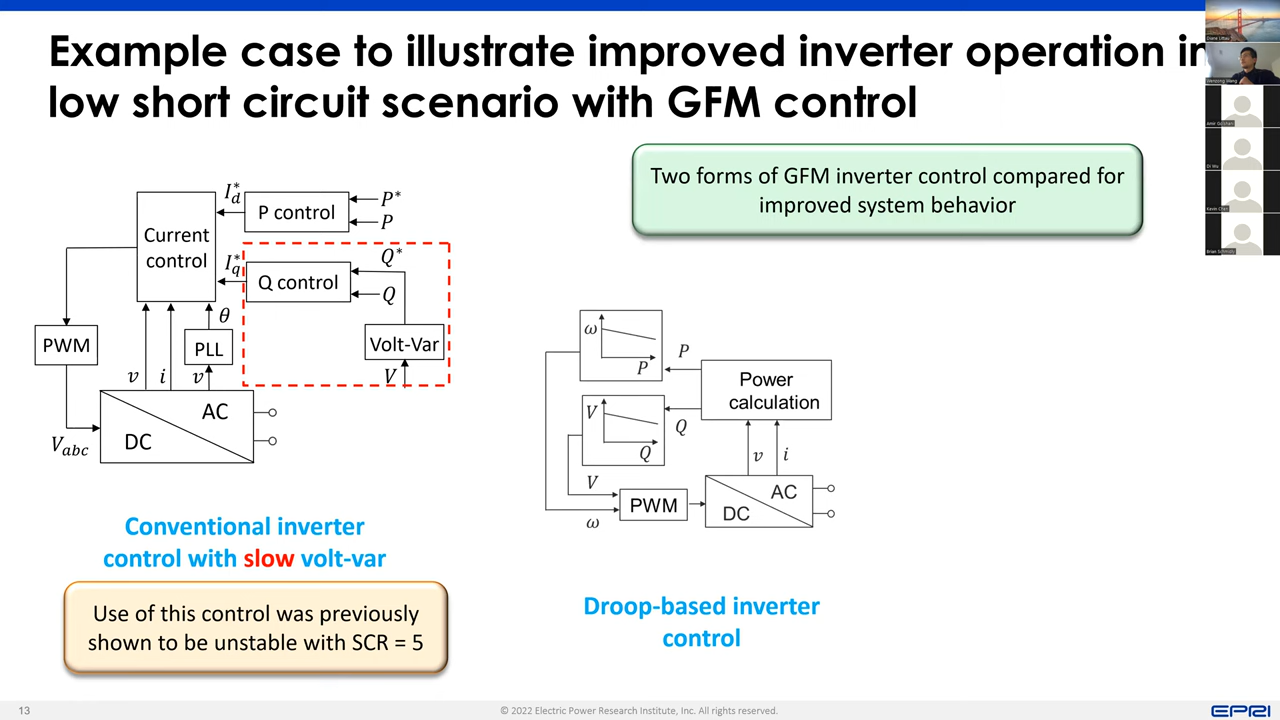 Example case to illustrate improved inverter operation in
low short circuit scenario with GFM control
Two forms of GFM inverter control compared for
improved system behavior
I*d
P control
P*
P
Current
control
I*q
Q control
Q*
Q
θ
PWM
PLL
Volt-Var
v
i
v
V
AC
DC
Vabc
Conventional inverter
control with slow volt-var
Use of this control was previously
shown to be unstable with SCR = 5
ω
P
P
Power
calculation
V
Q
Q
v
i
V
ω
PWM
AC
DC
Droop-based inverter
control
13
© 2022 Electric Power Research Institute, Inc. All rights reserved.
EPRI